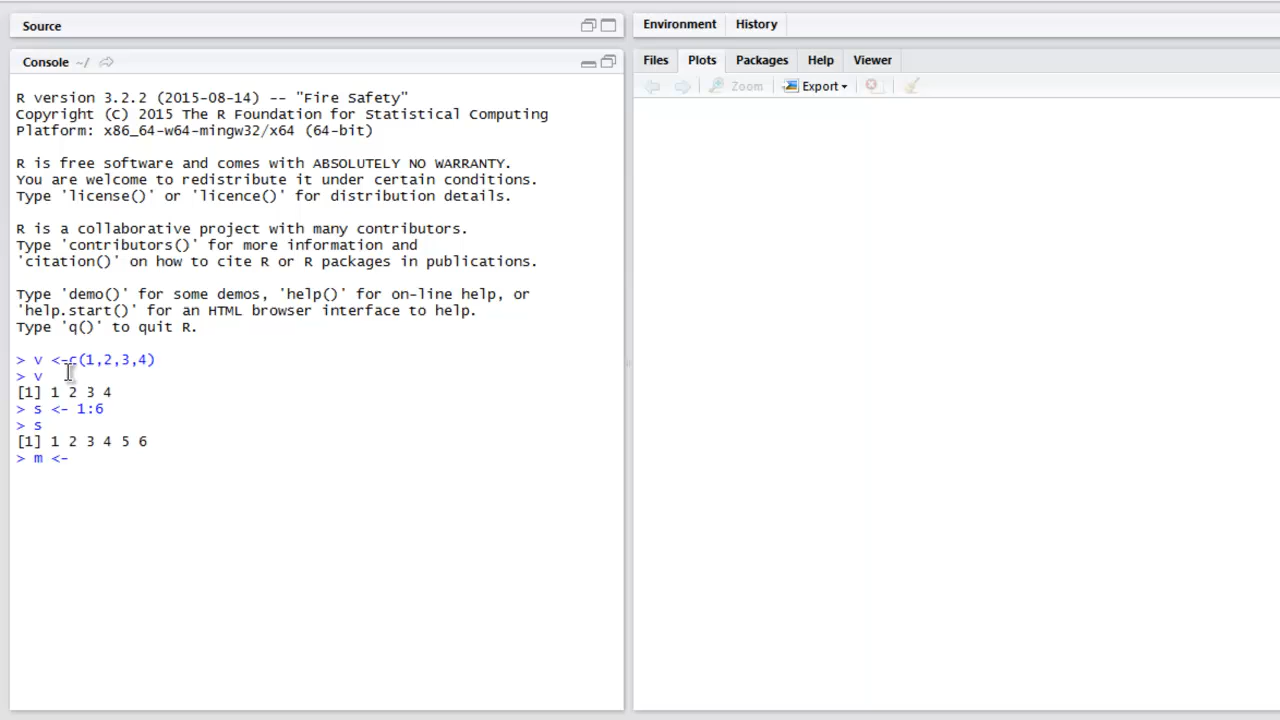 Source
Console ~/
R version 3.2.2 (2015-08-14) -- "Fire Safety"
Copyright (C) 2015 The R Foundation for Statistical Computing
Platform: x86_64-w64-mingw32/x64 (64-bit)
R is free software and comes with ABSOLUTELY NO WARRANTY.
You are welcome to redistribute it under certain conditions.
Type 'license()' or 'licence()' for distribution details.
R is a collaborative project with many contributors.
Type 'contributors()' for more information and
'citation()' on how to cite R or R packages in publications.
Type 'demo()' for some demos, 'help()' for on-line help, or
'help.start()' for an HTML browser interface to help.
Type 'q()' to quit R.
> v <-c(1,2,3,4)
> v
[1] 1 2 3 4
> s <- 1:6
> s
[1] 1 2 3 4 5 6
> m <-
Environment History
Files Plots Packages Help Viewer
Zoom Export